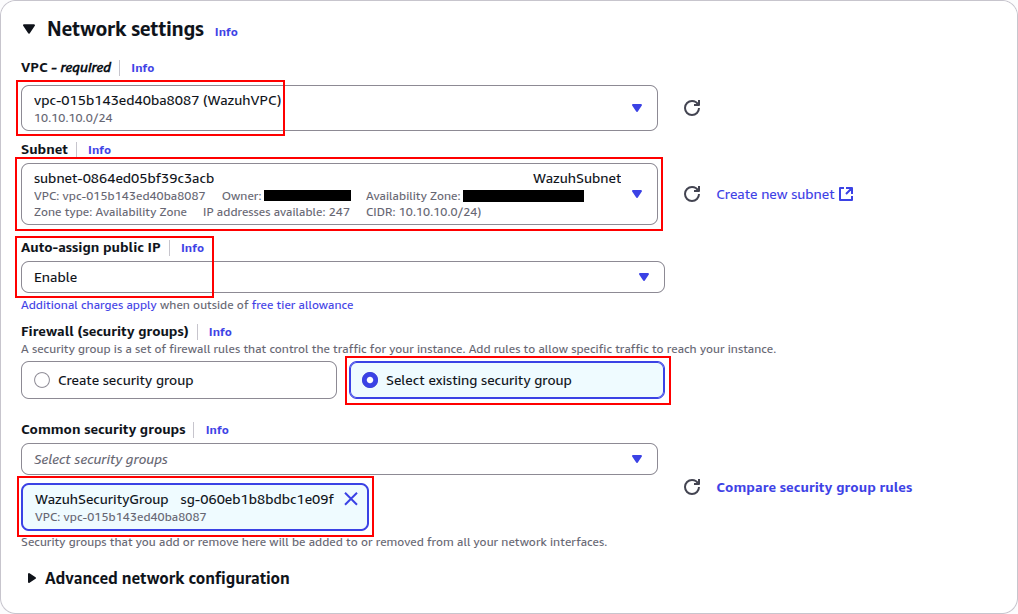 Network settings Info
VPC – required Info
vpc-015b143ed40ba8087 (WazuhVPC)
10.10.10.0/24
Subnet Info
subnet-0864ed05bf39c3acb WazuhSubnet
VPC: vpc-015b143ed40ba8087 Owner: Availability Zone:
Zone type: Availability Zone IP addresses available: 247 CIDR: 10.10.10.0/24)
Create new subnet
Auto-assign public IP Info
Enable
Additional charges apply when outside of free tier allowance
Firewall (security groups) Info
A security group is a set of firewall rules that control the traffic for your instance. Add rules to allow specific traffic to reach your instance.
Create security group Select existing security group
Common security groups Info
Select security groups
WazuhSecurityGroup sg-060eb1b8bdbc1e09f
VPC: vpc-015b143ed40ba8087
Compare security group rules
Security groups that you add or remove here will be added to or removed from all your network interfaces.
Advanced network configuration